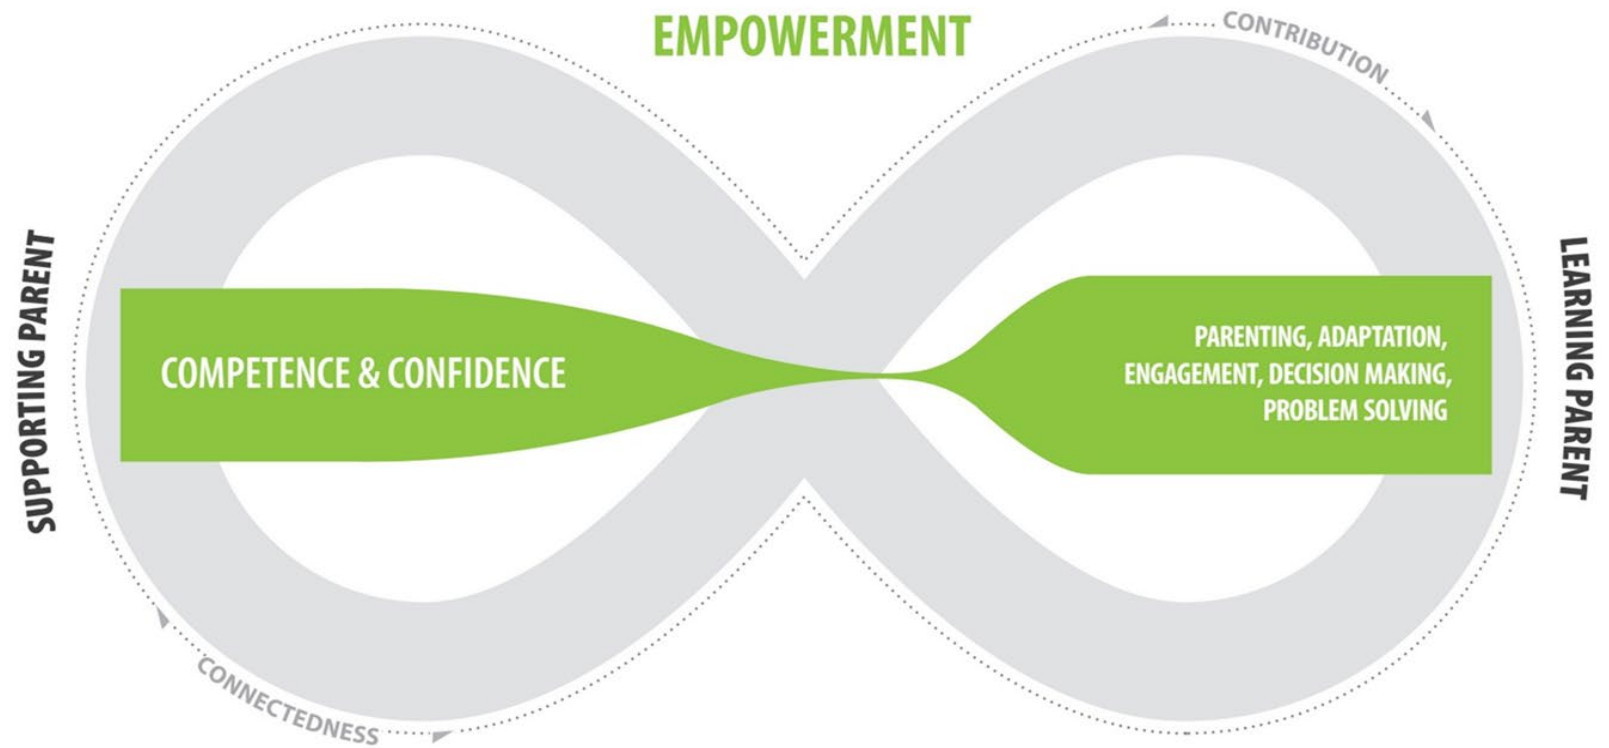 EMPOWERMENT
CONTRIBUTION
SUPPORTING PARENT
COMPETENCE & CONFIDENCE
PARENTING, ADAPTATION,
ENGAGEMENT, DECISION MAKING,
PROBLEM SOLVING
LEARNING PARENT
CONNECTEDNESS